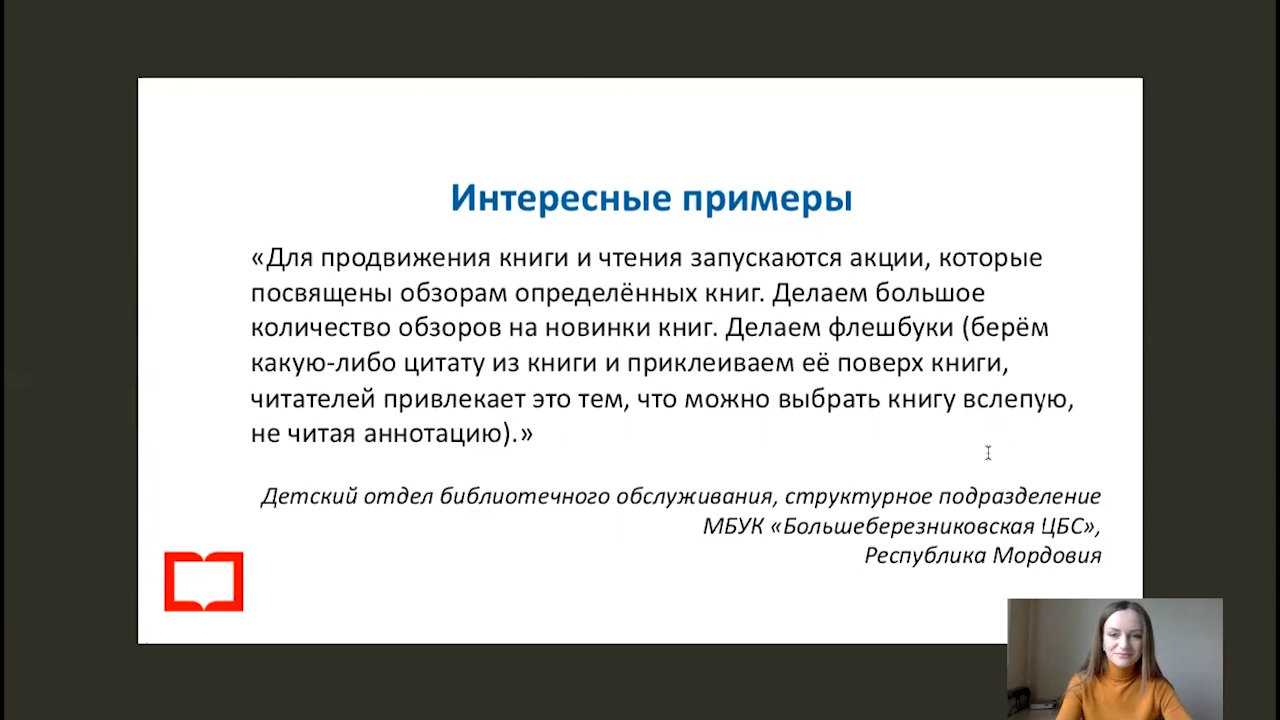 Интересные примеры
«Для продвижения книги и чтения запускаются акции, которые
посвящены обзорам определённых книг. Делаем большое
количество обзоров на новинки книг. Делаем флешбуки (берём
какую-либо цитату из книги и приклеиваем её поверх книги,
читателей привлекает это тем, что можно выбрать книгу вслепую,
не читая аннотацию).»
Детский отдел библиотечного обслуживания, структурное подразделение
МБУК «Большеберезниковская ЦБС»,
Республика Мордовия